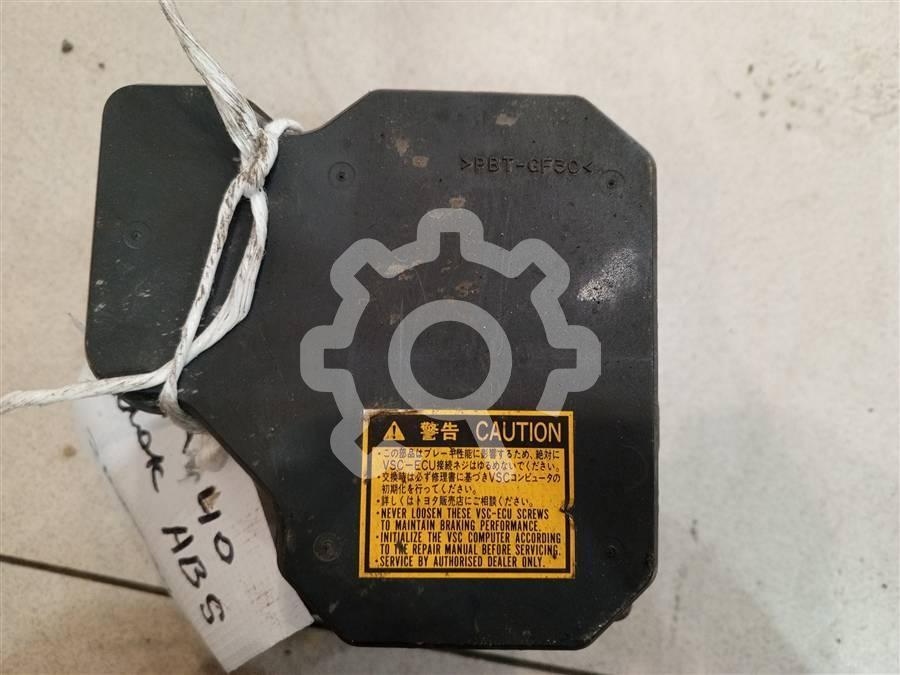 >PBT-GF30<
警告 CAUTION
・この部品はブレーキ性能に影響するため、絶対に
VSC-ECU接続ネジはゆるめないでください。
・交換時は必ず修理書に基づきVSCコンピュータの
初期化を行ってください。
・詳しくはトヨタ販売店にご相談ください。
・NEVER LOOSEN THESE VSC-ECU SCREWS
TO MAINTAIN BRAKING PERFORMANCE.
・INITIALIZE THE VSC COMPUTER ACCORDING
TO THE REPAIR MANUAL BEFORE SERVICING.
・SERVICE BY AUTHORISED DEALER ONLY.
40
ABS